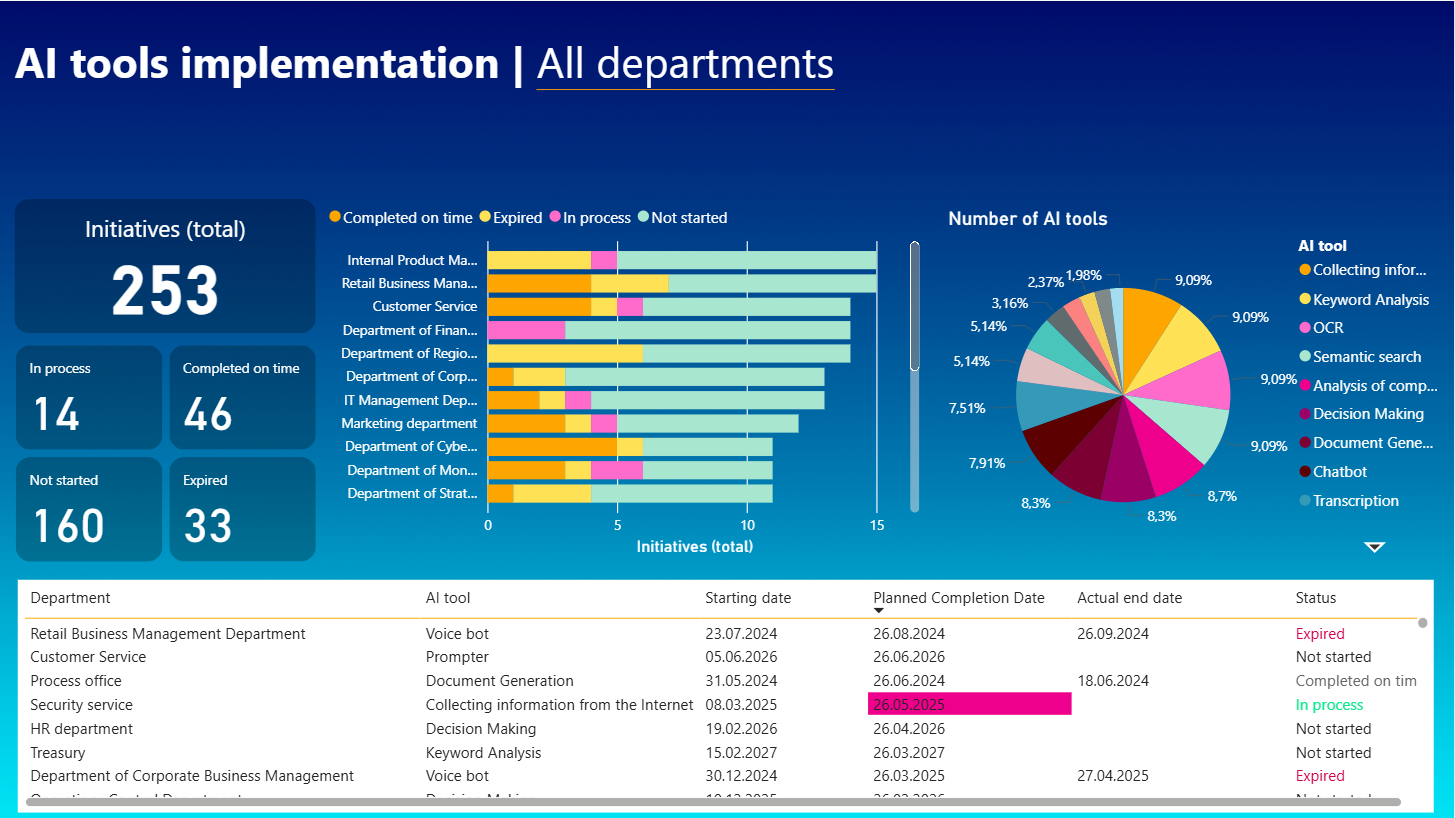 AI tools implementation | All departments
Initiatives (total)
253
In process
14
Completed on time
46
Not started
160
Expired
33
Completed on time Expired In process Not started
Internal Product Ma...
Retail Business Mana...
Customer Service
Department of Finan...
Department of Regio...
Department of Corp...
IT Management Dep...
Marketing department
Department of Cybe...
Department of Mon...
Department of Strat...
0 5 10 15
Initiatives (total)
Number of AI tools
9,09%
9,09%
9,09%
9,09%
8,7%
8,3%
8,3%
7,91%
7,51%
5,14%
5,14%
3,16%
2,37%
1,98%
AI tool
Collecting infor...
Keyword Analysis
OCR
Semantic search
Analysis of comp...
Decision Making
Document Gene...
Chatbot
Transcription
Department AI tool Starting date Planned Completion Date Actual end date Status
Retail Business Management Department Voice bot 23.07.2024 26.08.2024 26.09.2024 Expired
Customer Service Prompter 05.06.2026 26.06.2026 Not started
Process office Document Generation 31.05.2024 26.06.2024 18.06.2024 Completed on tim
Security service Collecting information from the Internet 08.03.2025 26.05.2025 In process
HR department Decision Making 19.02.2026 26.04.2026 Not started
Treasury Keyword Analysis 15.02.2027 26.03.2027 Not started
Department of Corporate Business Management Voice bot 30.12.2024 26.03.2025 27.04.2025 Expired